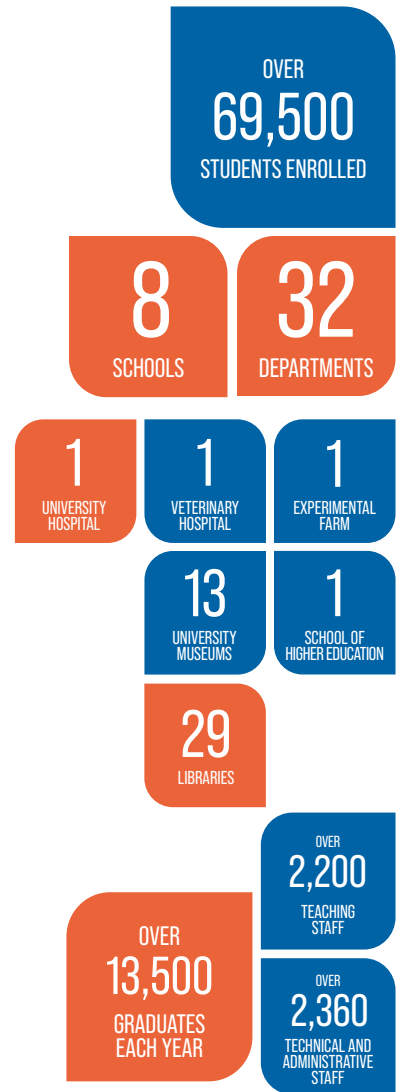 OVER
69,500
STUDENTS ENROLLED
8
SCHOOLS
32
DEPARTMENTS
1
UNIVERSITY
HOSPITAL
1
VETERINARY
HOSPITAL
1
EXPERIMENTAL
FARM
13
UNIVERSITY
MUSEUMS
1
SCHOOL OF
HIGHER EDUCATION
29
LIBRARIES
OVER
2,200
TEACHING
STAFF
OVER
13,500
GRADUATES
EACH YEAR
OVER
2,360
TECHNICAL AND
ADMINISTRATIVE
STAFF